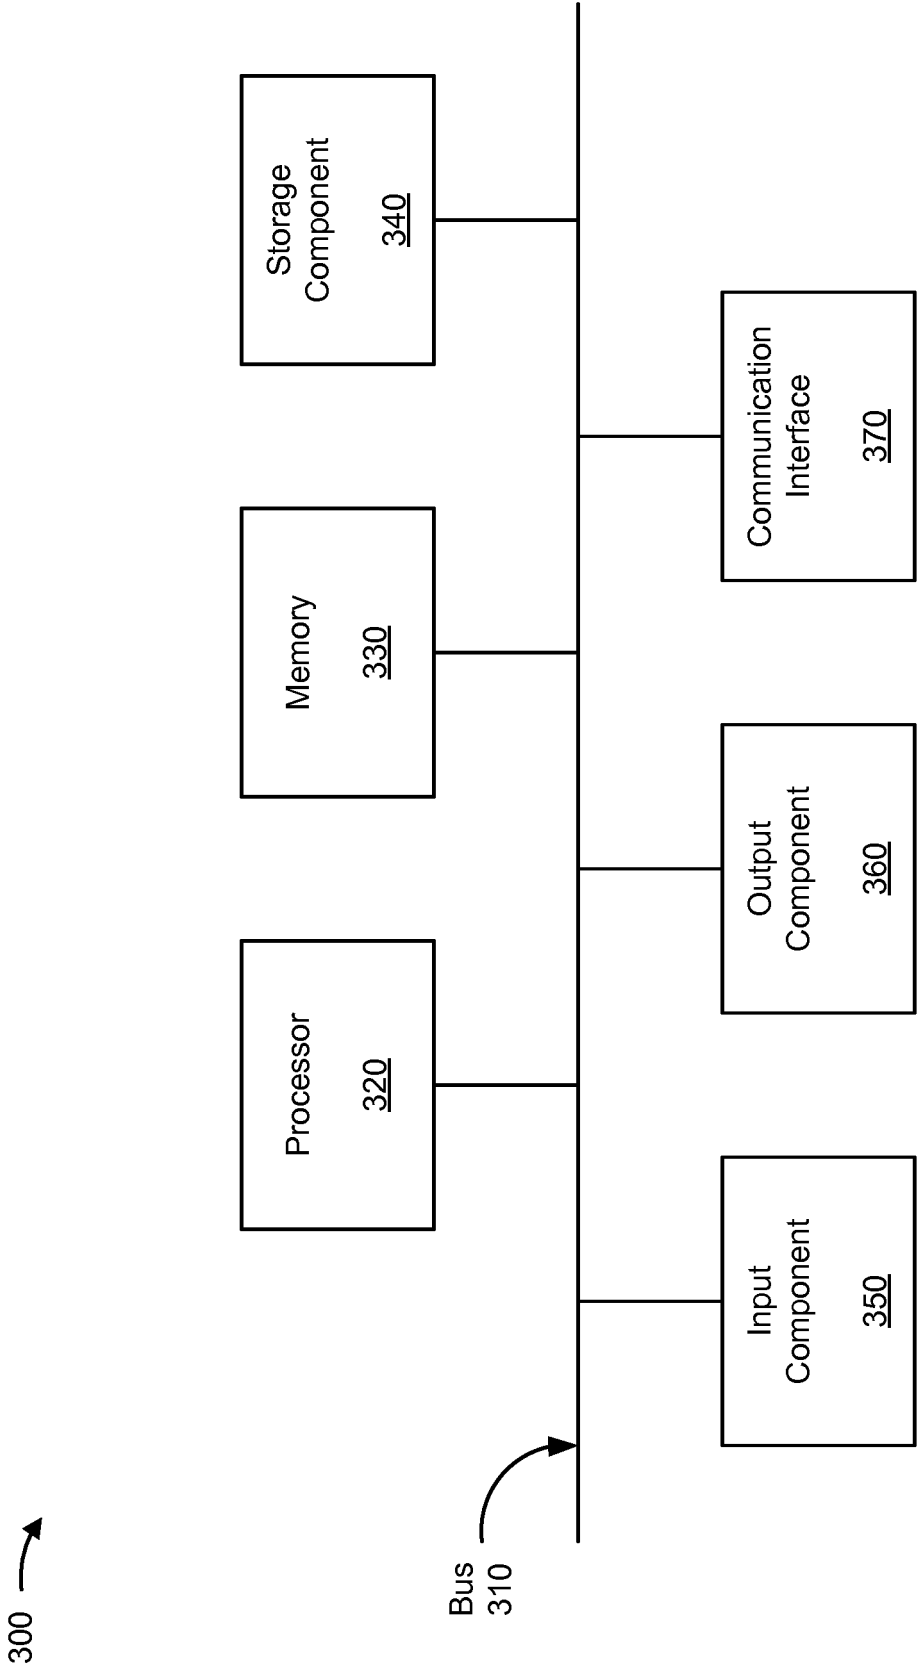 300
Bus
310
Processor
320
Memory
330
Storage
Component
340
Input
Component
350
Output
Component
360
Communication
Interface
370